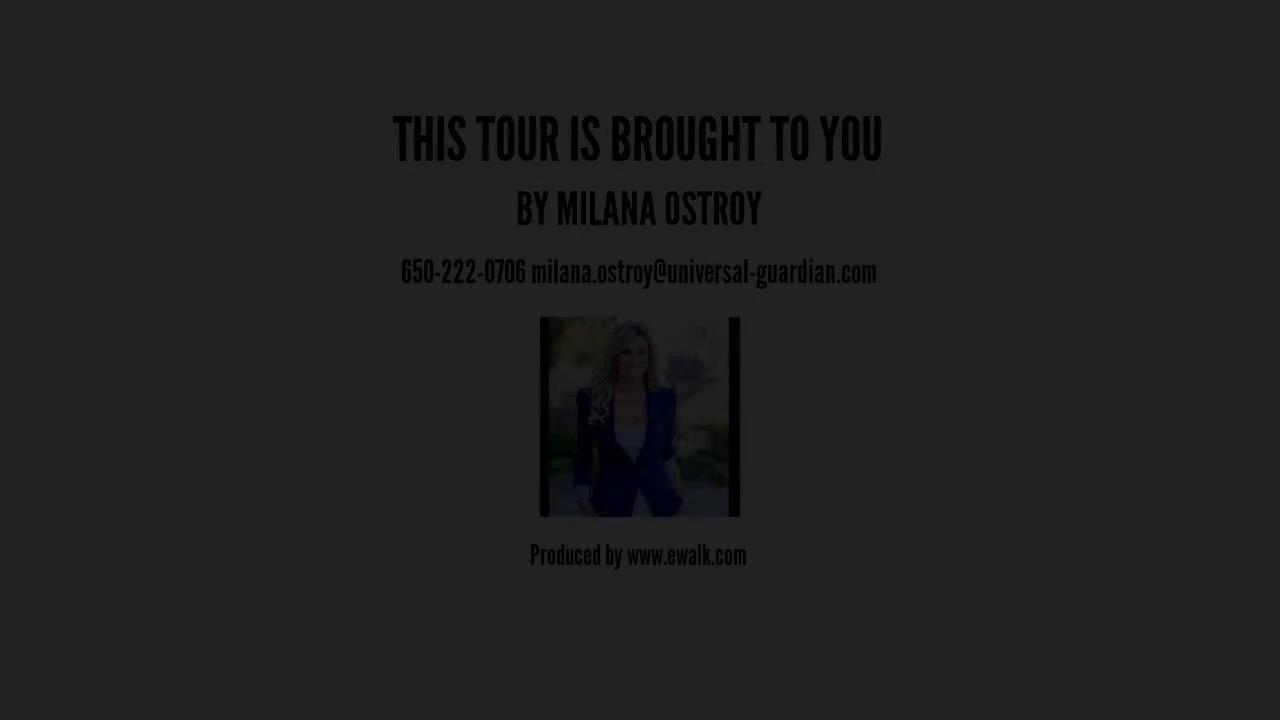 THIS TOUR IS BROUGHT TO YOU
BY MILANA OSTROY
650-222-0706 milana.ostroy@universal-guardian.com
Produced by www.ewalk.com